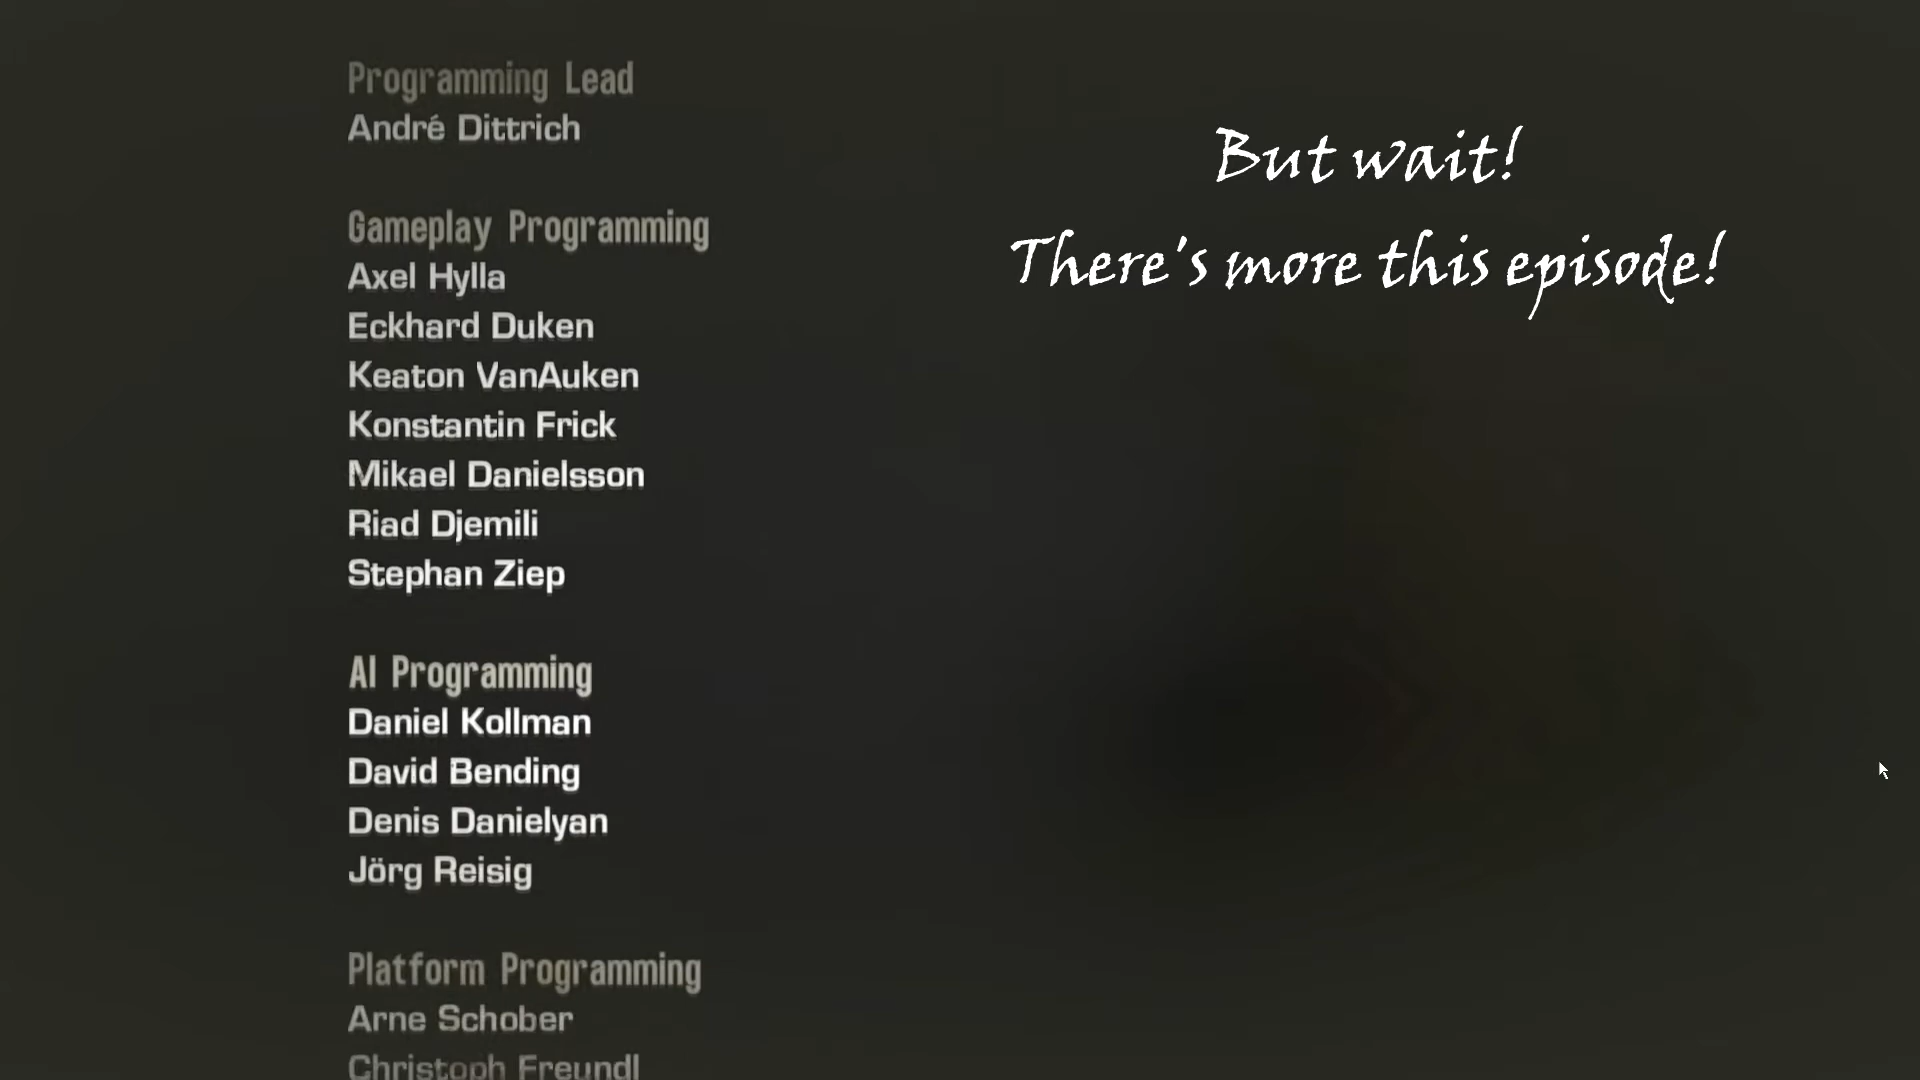 Programming Lead
André Dittrich
Gameplay Programming
Axel Hylla
Eckhard Duken
Keaton VanAuken
Konstantin Frick
Mikael Danielsson
Riad Djemili
Stephan Ziep
AI Programming
Daniel Kollman
David Bending
Denis Danielyan
Jörg Reisig
Platform Programming
Arne Schober
Christoph Freundl
But wait!
There's more this episode!